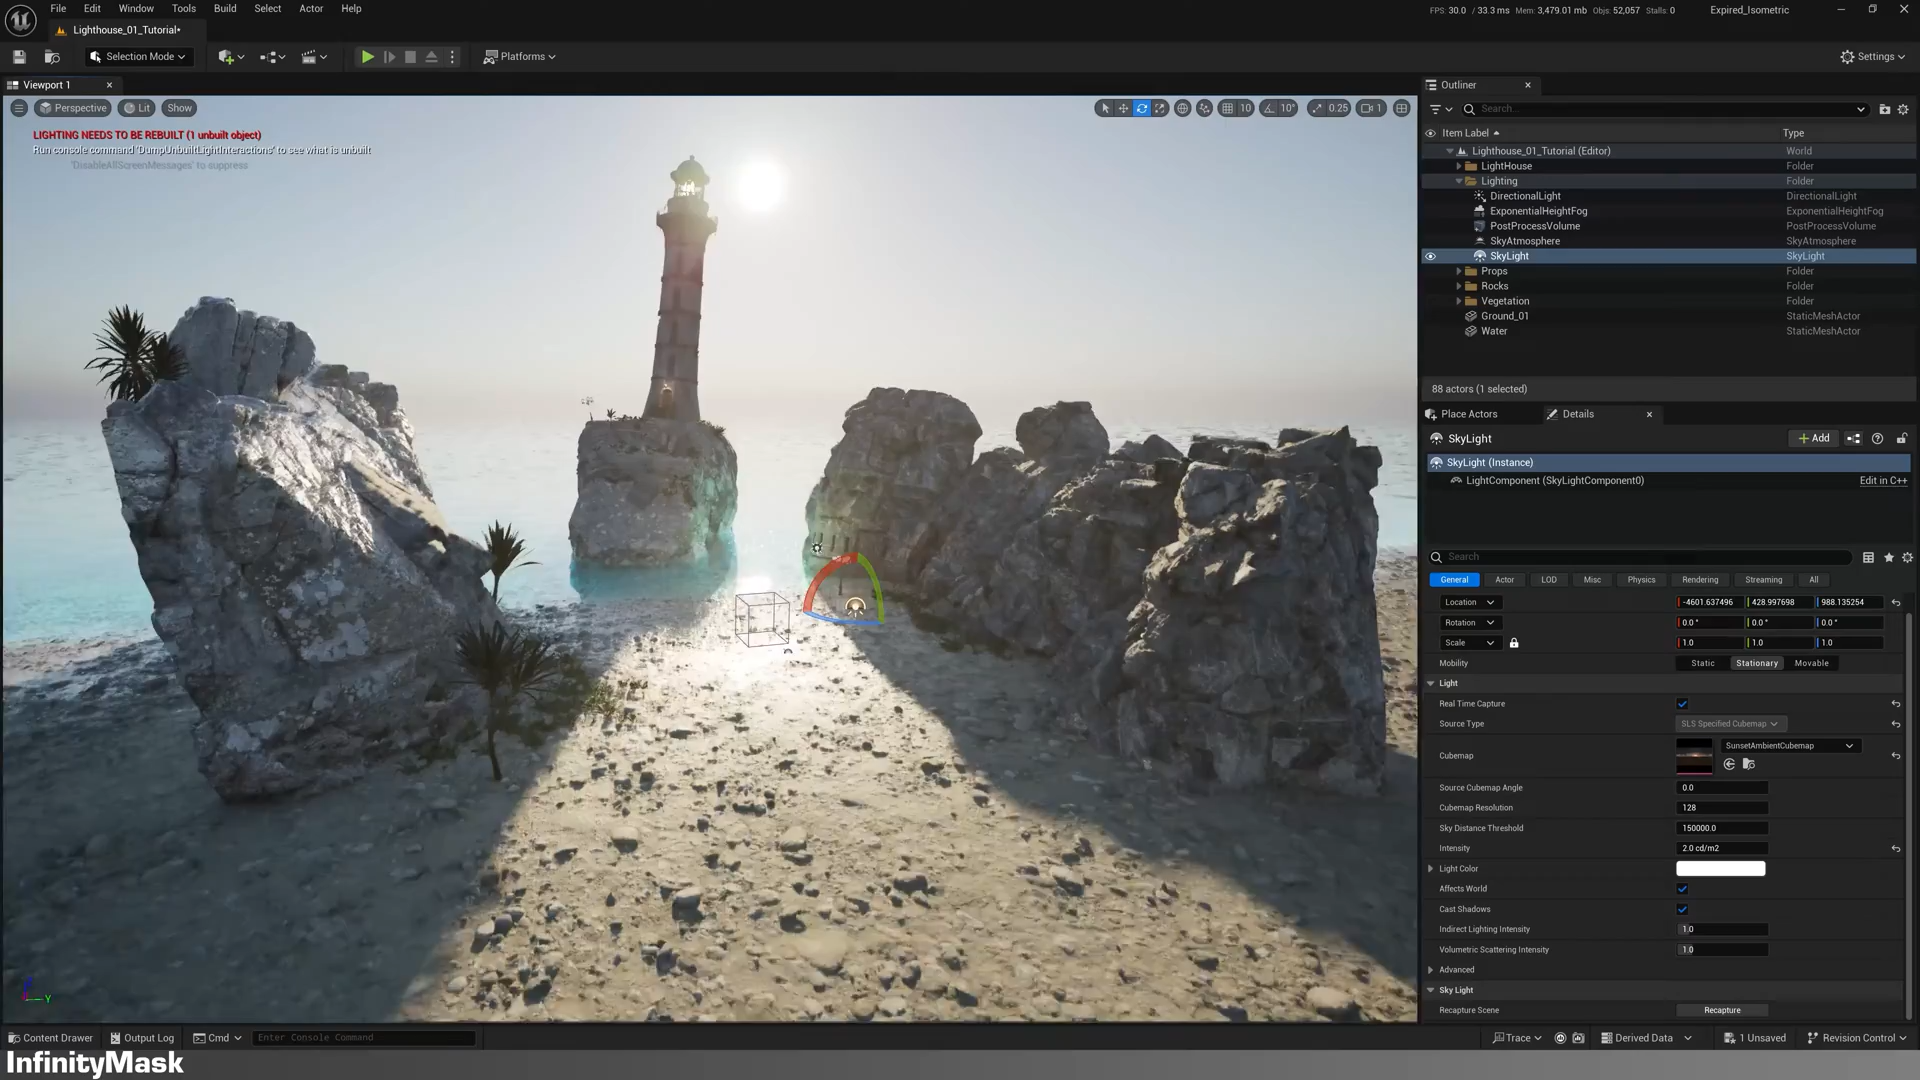 File Edit Window Tools Build Select Actor Help
FPS: 30.0 / 33.3 ms Mem: 3,479.01 mb Objs: 52,057 Stalls: 0 Expired_Isometric
Lighthouse_01_Tutorial•
Selection Mode Platforms Settings
Viewport 1
Perspective Lit Show 10 10° 0.25 1
LIGHTING NEEDS TO BE REBUILT (1 unbuilt object)
Run console command 'DumpUnbuiltLightInteractions' to see what is unbuilt
'DisableAllScreenMessages' to suppress
Outliner
Search...
Item Label Type
Lighthouse_01_Tutorial (Editor) World
LightHouse Folder
Lighting Folder
DirectionalLight DirectionalLight
ExponentialHeightFog ExponentialHeightFog
PostProcessVolume PostProcessVolume
SkyAtmosphere SkyAtmosphere
SkyLight SkyLight
Props Folder
Rocks Folder
Vegetation Folder
Ground_01 StaticMeshActor
Water StaticMeshActor
88 actors (1 selected)
Place Actors Details
SkyLight Add
SkyLight (Instance)
LightComponent (SkyLightComponent0) Edit in C++
Search
General Actor LOD Misc Physics Rendering Streaming All
Location -4601.637496 428.997698 988.135254
Rotation 0.0 ° 0.0 ° 0.0 °
Scale 1.0 1.0 1.0
Mobility Static Stationary Movable
Light
Real Time Capture
Source Type SLS Specified Cubemap
Cubemap SunsetAmbientCubemap
Source Cubemap Angle 0.0
Cubemap Resolution 128
Sky Distance Threshold 150000.0
Intensity 2.0 cd/m2
Light Color
Affects World
Cast Shadows
Indirect Lighting Intensity 1.0
Volumetric Scattering Intensity 1.0
Advanced
Sky Light
Recapture Scene Recapture
Y
Content Drawer Output Log Cmd Enter Console Command Trace Derived Data 1 Unsaved Revision Control
InfinityMask